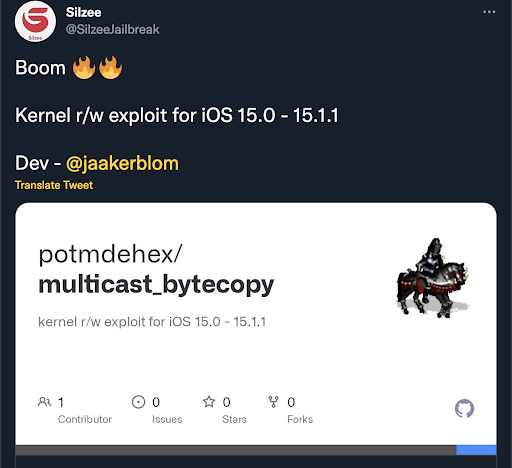 Silzee
@SilzeeJailbreak
Silzee
Boom 🔥🔥
Kernel r/w exploit for iOS 15.0 - 15.1.1
Dev - @jaakerblom
Translate Tweet
potmdehex/
multicast_bytecopy
kernel r/w exploit for iOS 15.0 - 15.1.1
1 0 0 0
Contributor Issues Stars Forks